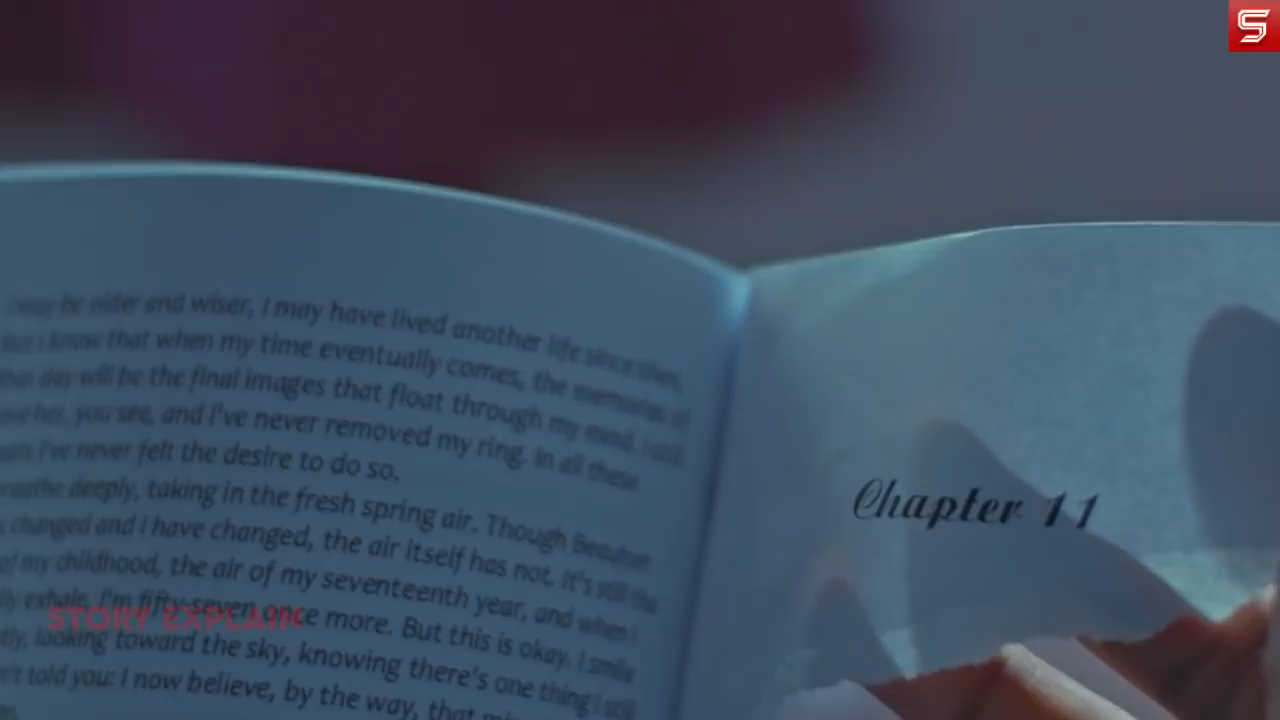 may be older and wiser, I may have lived another life since then,
but I know that when my time eventually comes, the memories of
that day will be the final images that float through my mind. I still
love her, you see, and I've never removed my ring. In all these
years I've never felt the desire to do so.
breathe deeply, taking in the fresh spring air. Though Beaufort
changed and I have changed, the air itself has not. It's still the
of my childhood, the air of my seventeenth year, and when I
exhale, I'm fifty-seven once more. But this is okay. I smile
looking toward the sky, knowing there's one thing I still
told you: I now believe, by the way, that
Chapter 11
STORY EXPLAIN
S